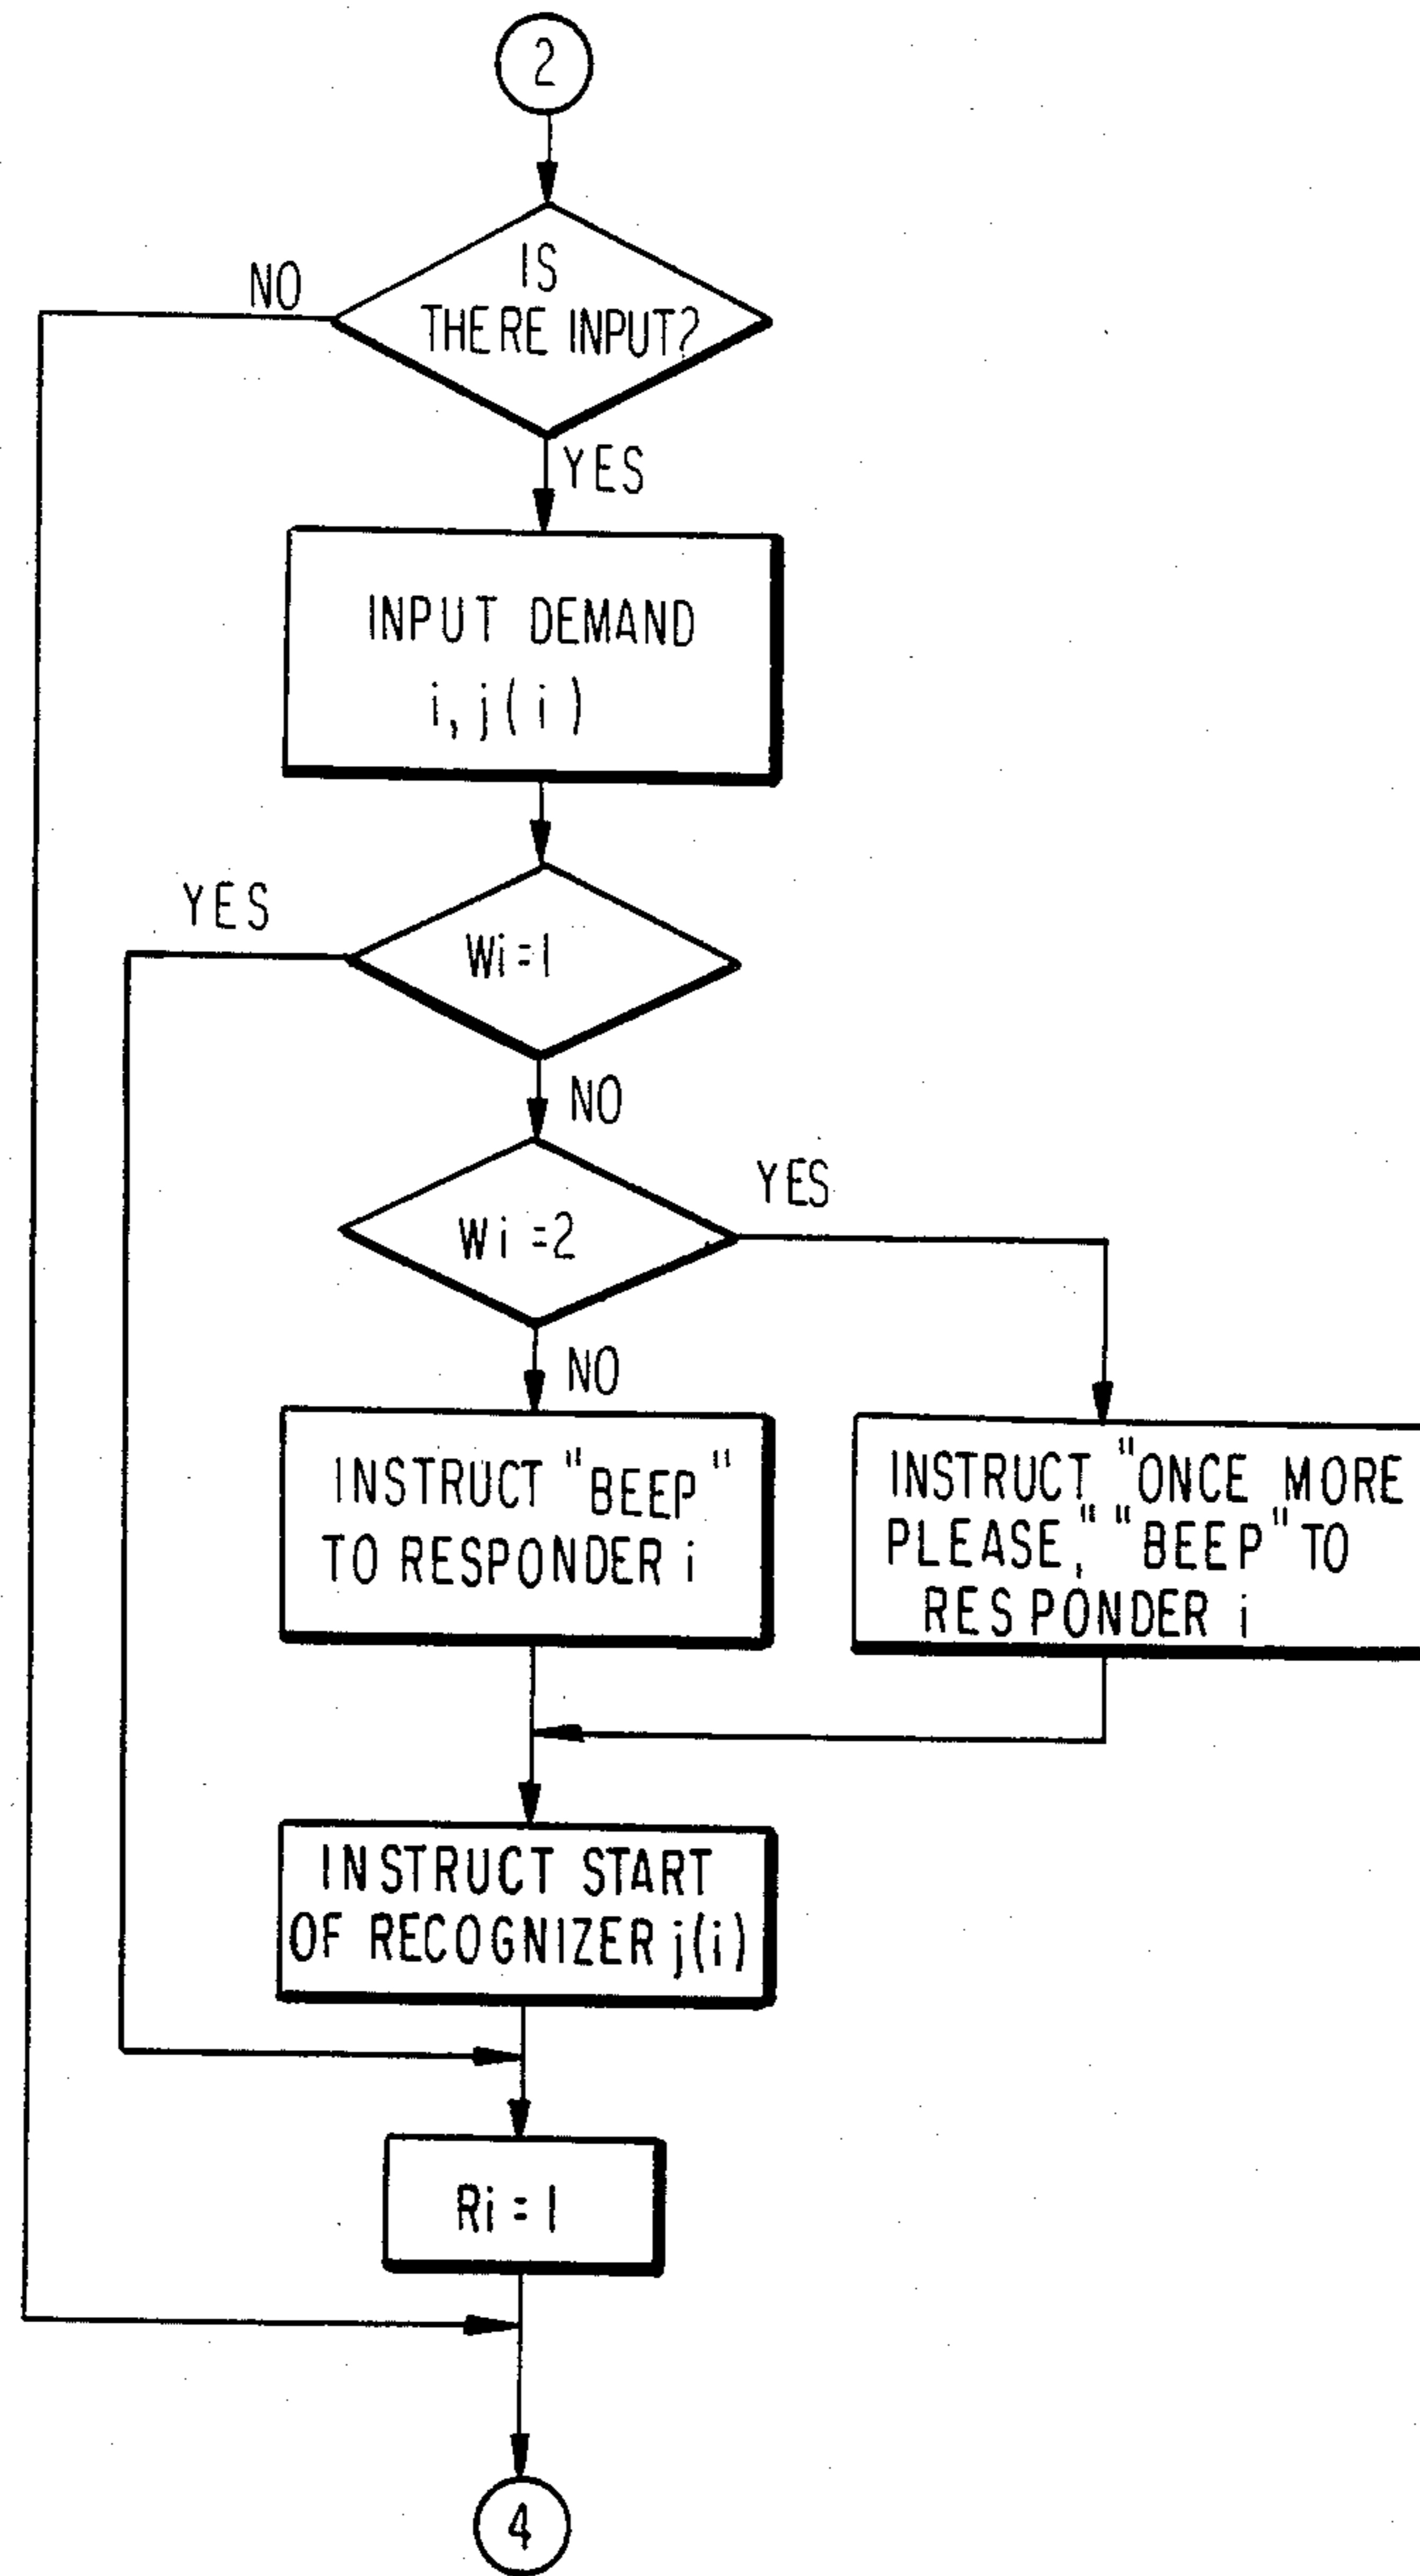 2
IS
THERE INPUT?
NO
YES
INPUT DEMAND
i, j(i)
YES
Wi=1
NO
Wi=2
YES
NO
INSTRUCT "BEEP"
TO RESPONDER i
INSTRUCT "ONCE MORE
PLEASE," "BEEP" TO
RESPONDER i
INSTRUCT START
OF RECOGNIZER j(i)
Ri=1
4